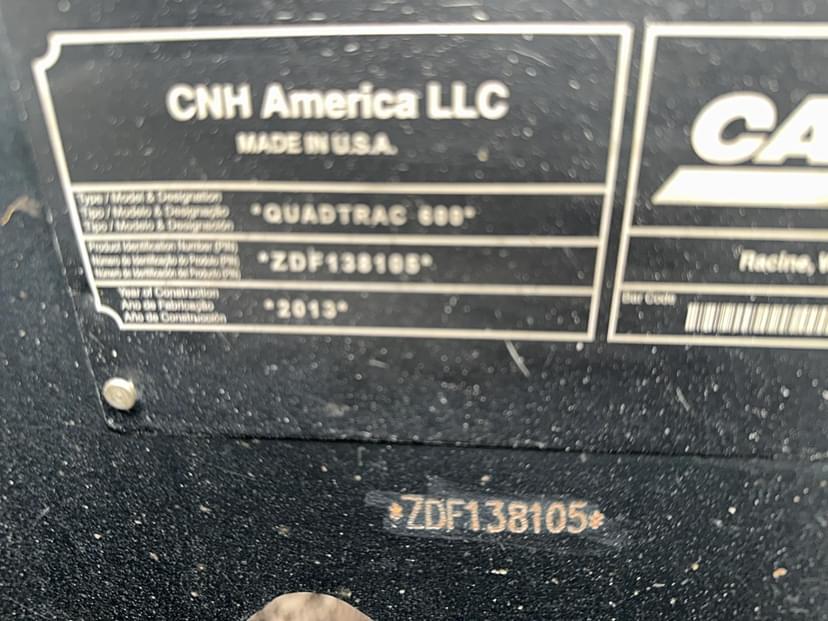 CNH America LLC
MADE IN U.S.A.
Type / Model & Designation
Tipo / Modelo & Designação
Tipo / Modelo & Designación
*QUADTRAC 600*
Product Identification Number (PIN)
*ZDF138105*
Year of Construction
Ano de Fabricação
Año de Construcción
*2013*
CA
Racine, W
Bar Code
*ZDF138105*